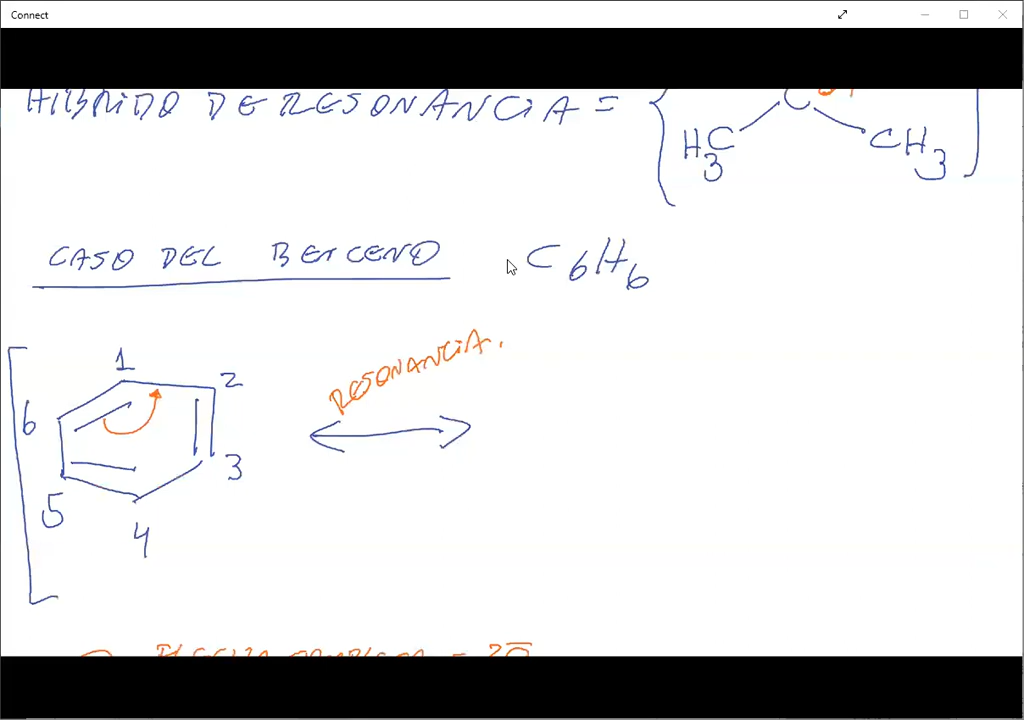 Connect
HIBRIDO DE RESONANCIA =
C
H3C
CH3
CASO DEL BENCENO C6H6
RESONANCIA.
1
2
6
3
5
4